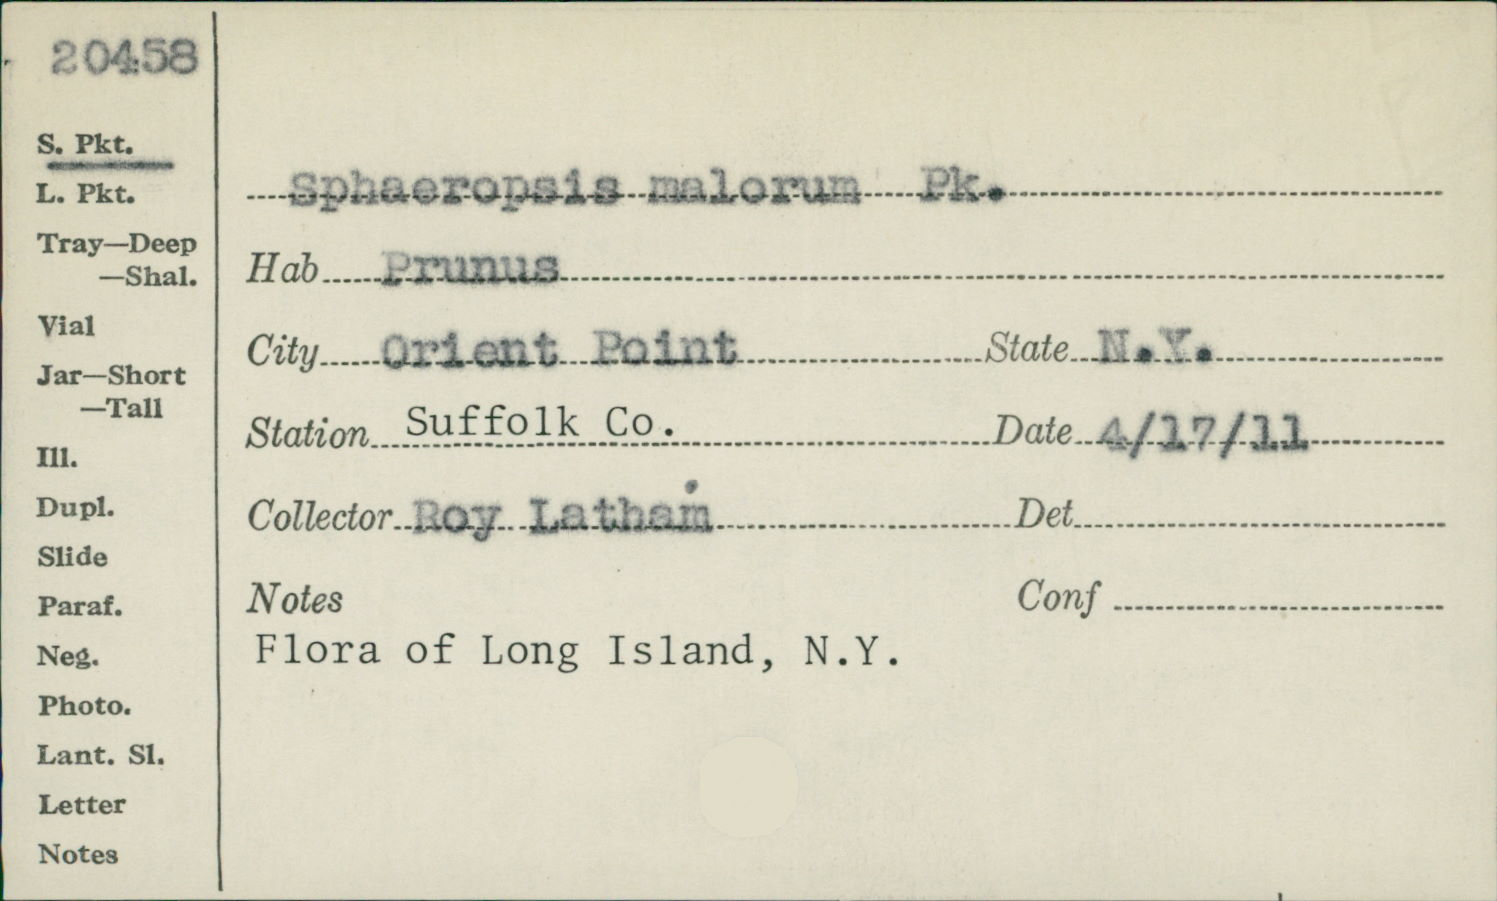 20458
S. Pkt.
L. Pkt.
Tray—Deep
—Shal.
Vial
Jar—Short
—Tall
Ill.
Dupl.
Slide
Paraf.
Neg.
Photo.
Lant. Sl.
Letter
Notes
Sphaeropsis malorum Pk.
Hab Prunus
City Orient Point State N.Y.
Station Suffolk Co. Date 4/17/11
Collector Roy Latham Det
Notes Conf
Flora of Long Island, N.Y.